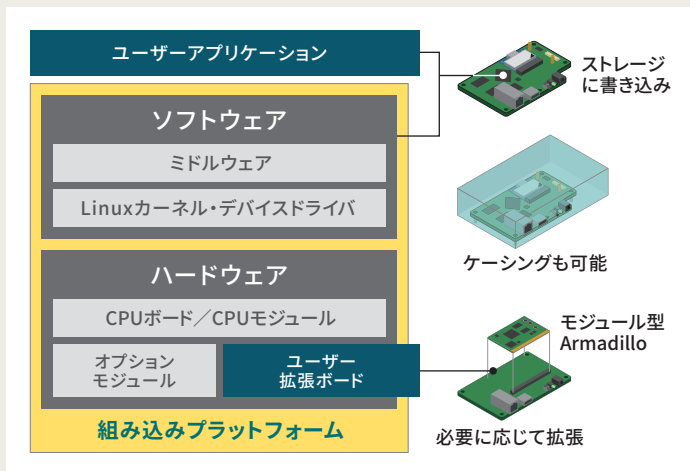 ユーザーアプリケーション
ソフトウェア
ミドルウェア
Linuxカーネル・デバイスドライバ
ハードウェア
CPUボード／CPUモジュール
オプション
モジュール
ユーザー
拡張ボード
組み込みプラットフォーム
ストレージ
に書き込み
ケーシングも可能
モジュール型
Armadillo
必要に応じて拡張